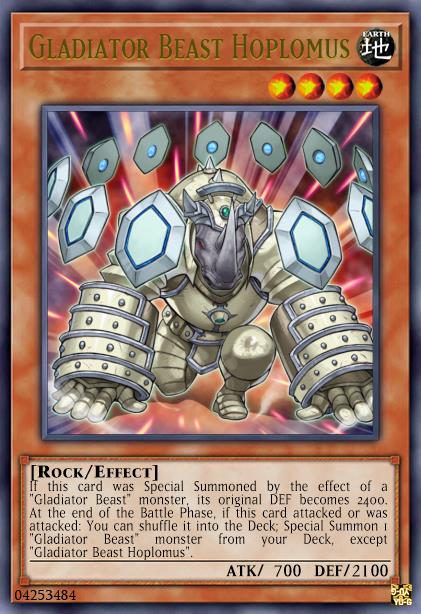 GLADIATOR BEAST HOPLOMUS
EARTH
地
[ROCK/EFFECT]
If this card was Special Summoned by the effect of a
"Gladiator Beast" monster, its original DEF becomes 2400.
At the end of the Battle Phase, if this card attacked or was
attacked: You can shuffle it into the Deck; Special Summon 1
"Gladiator Beast" monster from your Deck, except
"Gladiator Beast Hoplomus".
ATK/ 700 DEF/2100
04253484